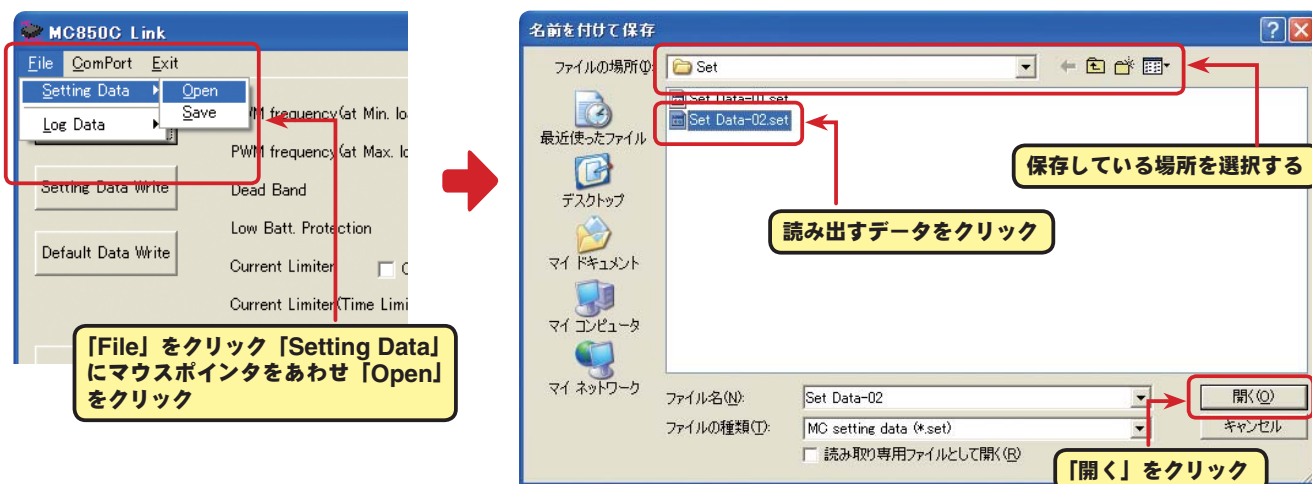 MC850C Link
File ComPort Exit
Setting Data
Open
Save
Log Data
PWM frequency(at Max. lo
Setting Data Write
Dead Band
Low Batt. Protection
Default Data Write
Current Limiter
Current Limiter(Time Limi
「File」をクリック「Setting Data」
にマウスポインタをあわせ「Open」
をクリック
名前を付けて保存
ファイルの場所(I):
Set
Set Data-01.set
Set Data-02.set
最近使ったファイル
デスクトップ
マイ ドキュメント
マイ コンピュータ
マイ ネットワーク
保存している場所を選択する
読み出すデータをクリック
ファイル名(N):
Set Data-02
開く(O)
ファイルの種類(T):
MC setting data (*.set)
キャンセル
読み取り専用ファイルとして開く(R)
「開く」をクリック